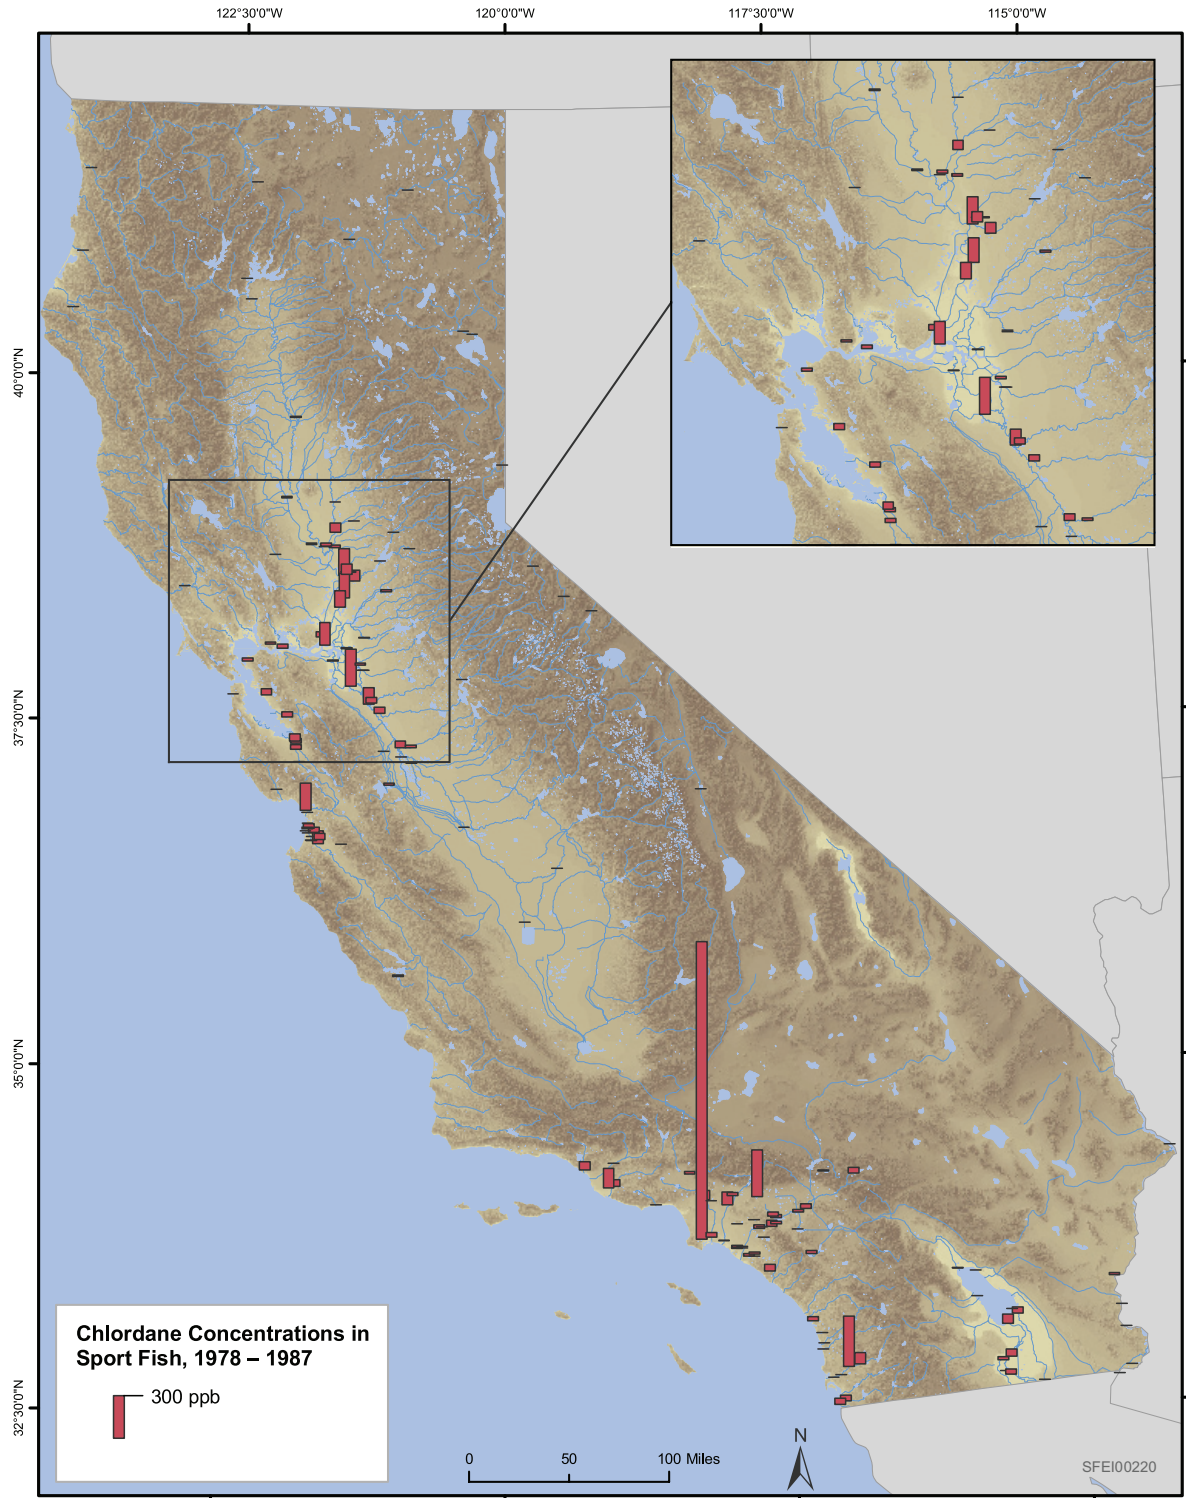 122°30'0"W
120°0'0"W
117°30'0"W
115°0'0"W
40°0'0"N
37°30'0"N
35°0'0"N
32°30'0"N
Chlordane Concentrations in
Sport Fish, 1978 – 1987
300 ppb
0
50
100 Miles
N
SFEI00220